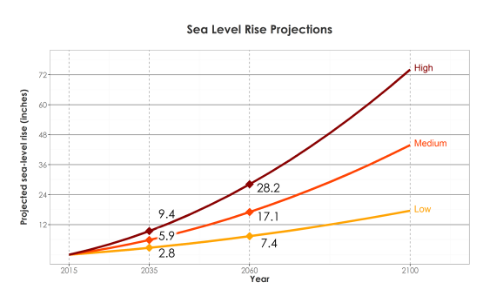 Sea Level Rise Projections
Projected sea-level rise (inches)
72
60
48
36
24
12
High
Medium
Low
9.4
5.9
2.8
28.2
17.1
7.4
2015
2035
2060
2100
Year